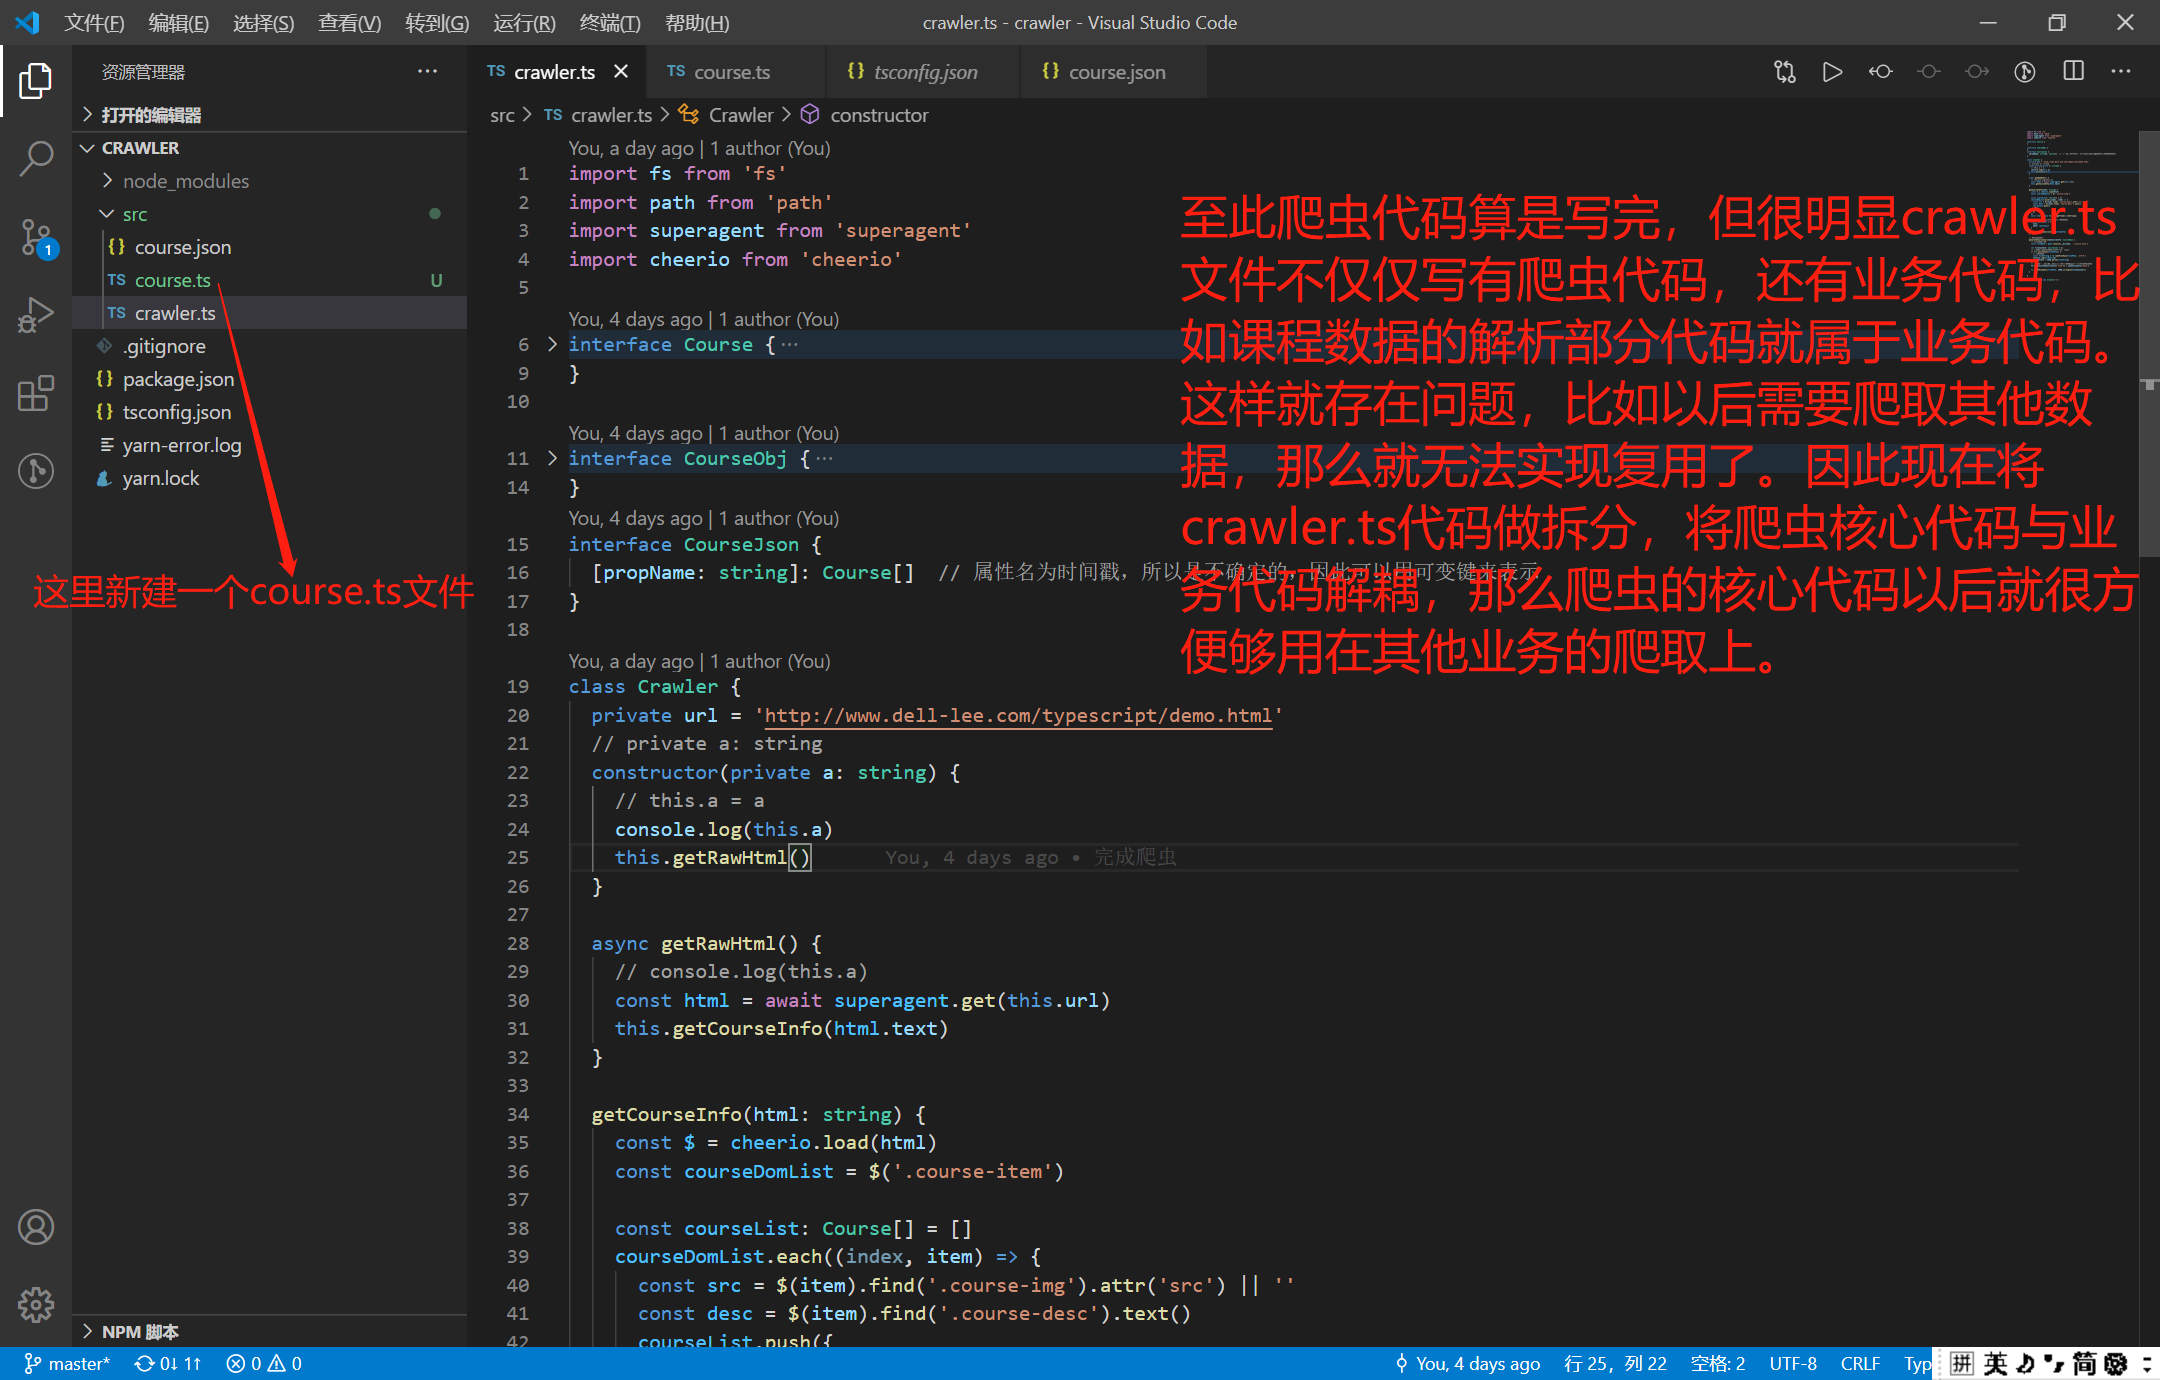 文件(F) 编辑(E) 选择(S) 查看(V) 转到(G) 运行(R) 终端(T) 帮助(H) crawler.ts - crawler - Visual Studio Code
资源管理器
打开的编辑器
CRAWLER
node_modules
src
{} course.json
TS course.ts U
TS crawler.ts
.gitignore
{} package.json
{} tsconfig.json
yarn-error.log
yarn.lock
1
这里新建一个course.ts文件
NPM 脚本
TS crawler.ts TS course.ts {} tsconfig.json {} course.json
src > TS crawler.ts > Crawler > constructor
You, a day ago | 1 author (You)
1 import fs from 'fs'
2 import path from 'path'
3 import superagent from 'superagent'
4 import cheerio from 'cheerio'
5
You, 4 days ago | 1 author (You)
6 interface Course {…
9 }
10
You, 4 days ago | 1 author (You)
11 interface CourseObj {…
14 }
You, 4 days ago | 1 author (You)
15 interface CourseJson {
16 [propName: string]: Course[] // 属性名为时间戳，所以是不确定的，因此可以用可变键来表示
17 }
18
You, a day ago | 1 author (You)
19 class Crawler {
20 private url = 'http://www.dell-lee.com/typescript/demo.html'
21 // private a: string
22 constructor(private a: string) {
23 // this.a = a
24 console.log(this.a)
25 this.getRawHtml() You, 4 days ago • 完成爬虫
26 }
27
28 async getRawHtml() {
29 // console.log(this.a)
30 const html = await superagent.get(this.url)
31 this.getCourseInfo(html.text)
32 }
33
34 getCourseInfo(html: string) {
35 const $ = cheerio.load(html)
36 const courseDomList = $('.course-item')
37
38 const courseList: Course[] = []
39 courseDomList.each((index, item) => {
40 const src = $(item).find('.course-img').attr('src') || ''
41 const desc = $(item).find('.course-desc').text()
42 courseList.push({
至此爬虫代码算是写完，但很明显crawler.ts
文件不仅仅写有爬虫代码，还有业务代码，比
如课程数据的解析部分代码就属于业务代码。
这样就存在问题，比如以后需要爬取其他数
据，那么就无法实现复用了。因此现在将
crawler.ts代码做拆分，将爬虫核心代码与业
务代码解耦，那么爬虫的核心代码以后就很方
便够用在其他业务的爬取上。
master* 0↓ 1↑ 0 0 You, 4 days ago 行 25，列 22 空格: 2 UTF-8 CRLF Typ 拼 英 简